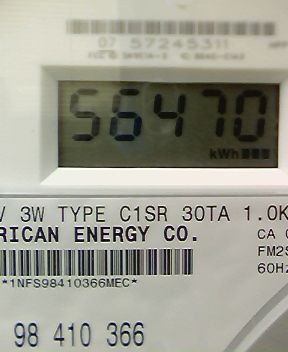 07 57245311
56470
kWh
V 3W TYPE C1SR 30TA 1.0K
RICAN ENERGY CO.
CA
FM2S
60Hz
*1NFS98410366MEC*
98 410 366